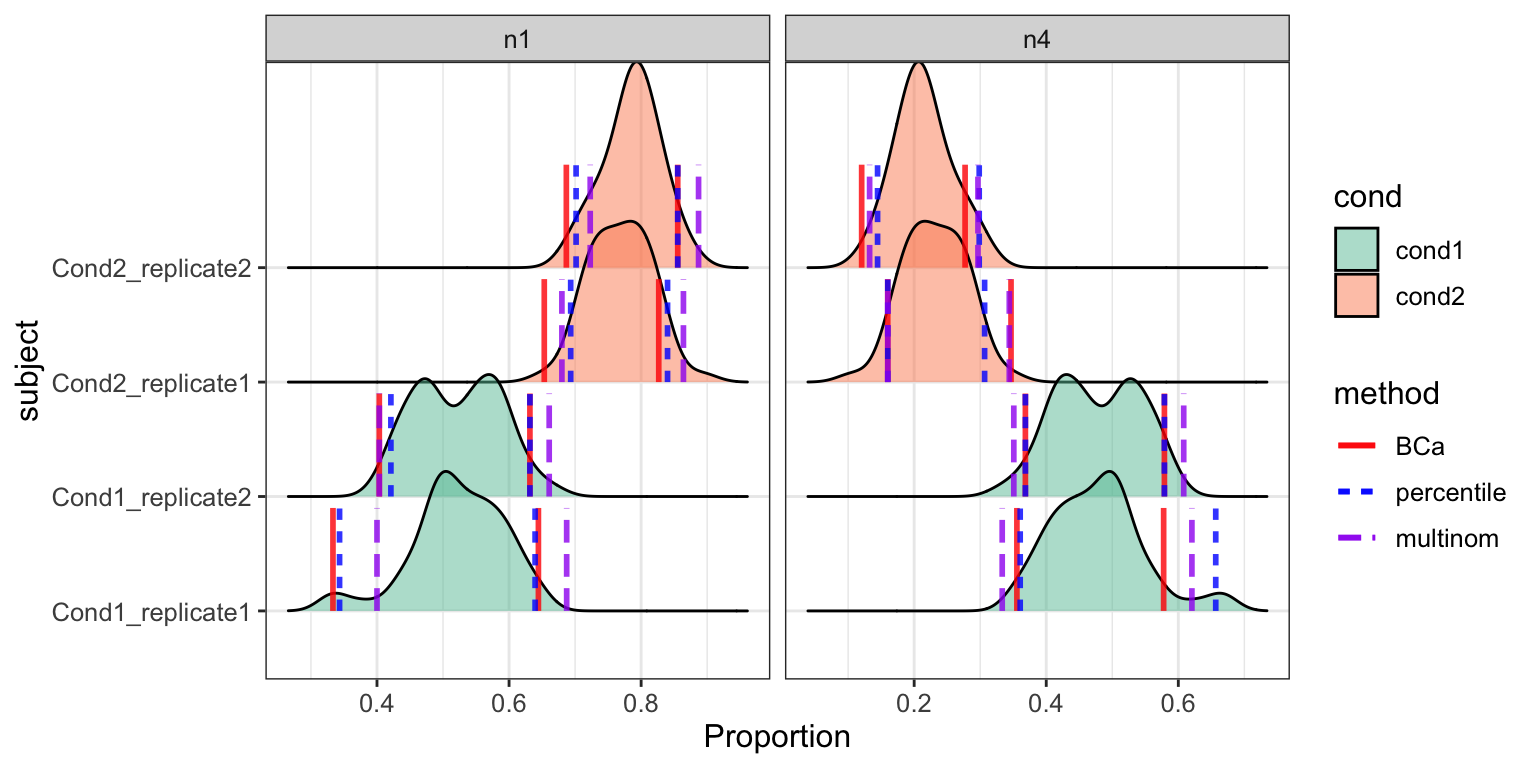 n1
n4
subject
Cond2_replicate2
Cond2_replicate1
Cond1_replicate2
Cond1_replicate1
0.4
0.6
0.8
0.2
0.4
0.6
Proportion
cond
cond1
cond2
method
BCa
percentile
multinom